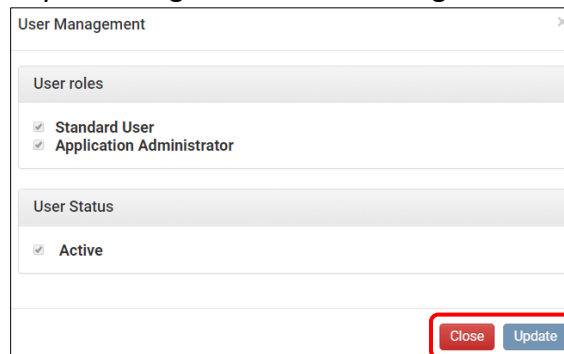 User Management ×
User roles
Standard User
Application Administrator
User Status
Active
Close Update